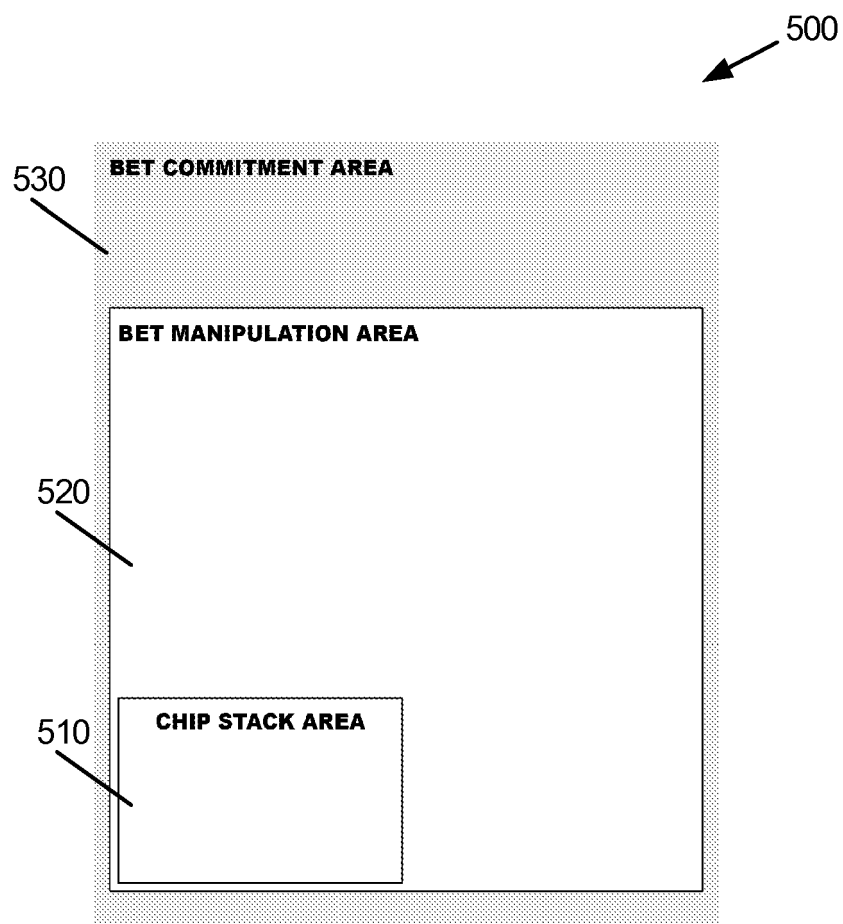 500
BET COMMITMENT AREA
530
BET MANIPULATION AREA
520
CHIP STACK AREA
510